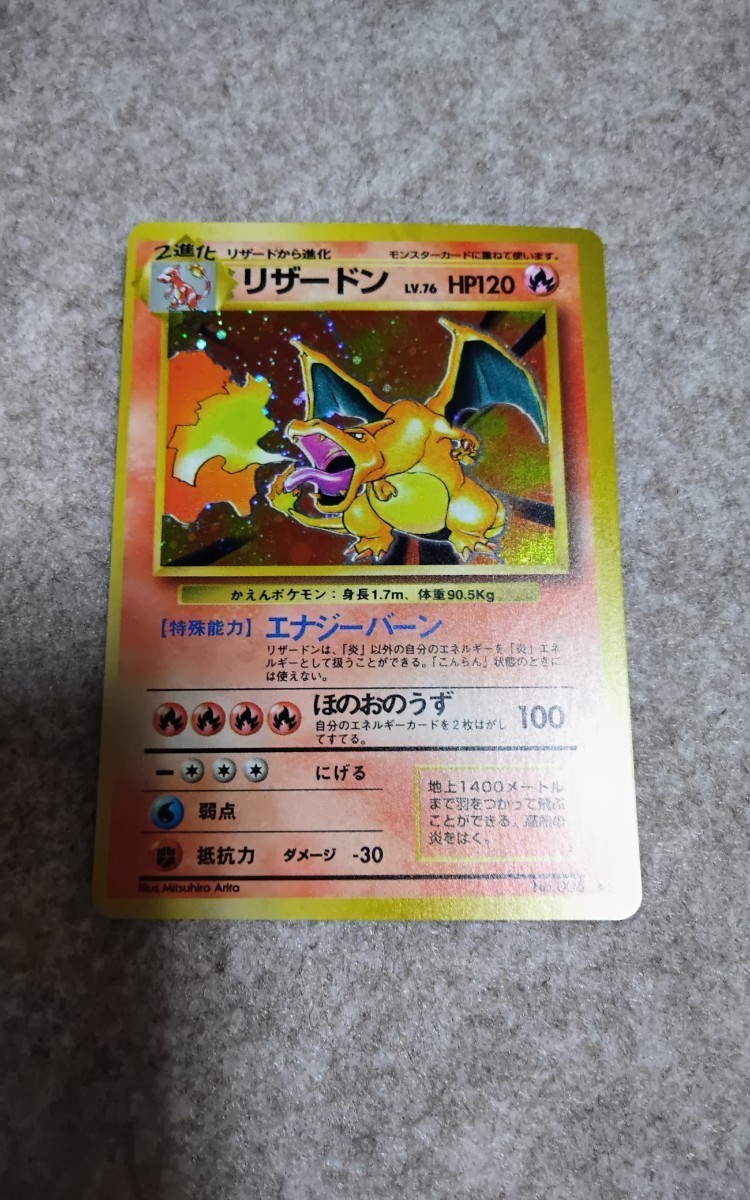 2進化 リザードから進化 モンスターカードに重ねて使います。
リザードン LV.76 HP120
かえんポケモン：身長1.7m、体重90.5Kg
［特殊能力］ エナジーバーン
リザードンは、「炎」以外の自分のエネルギーを「炎」エネ
ルギーとして扱うことができる。「こんらん」状態のときに
は使えない。
ほのおのうず 100
自分のエネルギーカードを2枚はがし
てすてる。
にげる
弱点
抵抗力 ダメージ -30
地上1400メートル
まで羽をつかって飛ぶ
ことができる。高熱の
炎をはく。
Illus.Mitsuhiro Arita No.006